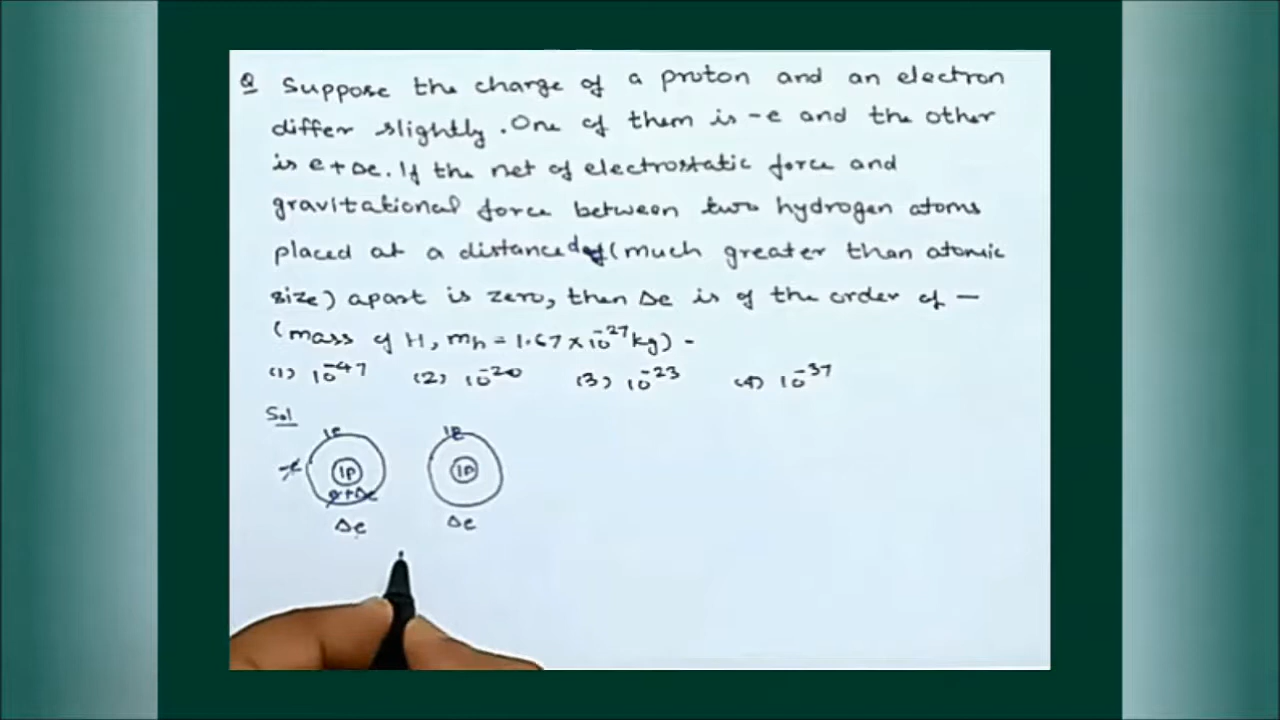 Q Suppose the charge of a proton and an electron
differ slightly. One of them is -e and the other
is e+Δe. If the net of electrostatic force and
gravitational force between two hydrogen atoms
placed at a distance d (much greater than atomic
size) apart is zero, then Δe is of the order of —
(mass of H, mh = 1.67 × 10⁻²⁷ kg) -
(1) 10⁻⁴⁷ (2) 10⁻²⁰ (3) 10⁻²³ (4) 10⁻³⁷
Sol
1e 1e
-e 1P 1P
e+Δe
Δe Δe